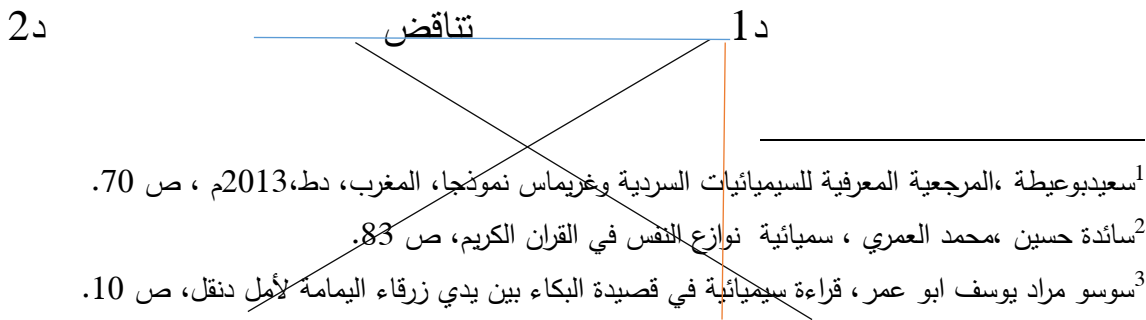 د1 تناقض د2
1سعيدبوعيطة ،المرجعية المعرفية للسيميائيات السردية وغريماس نموذجا، المغرب، دط،2013م ، ص 70.
2سائدة حسين ،محمد العمري ، سميائية نوازع النفس في القران الكريم، ص 83.
3سوسو مراد يوسف ابو عمر، قراءة سيميائية في قصيدة البكاء بين يدي زرقاء اليمامة لأمل دنقل، ص 10.